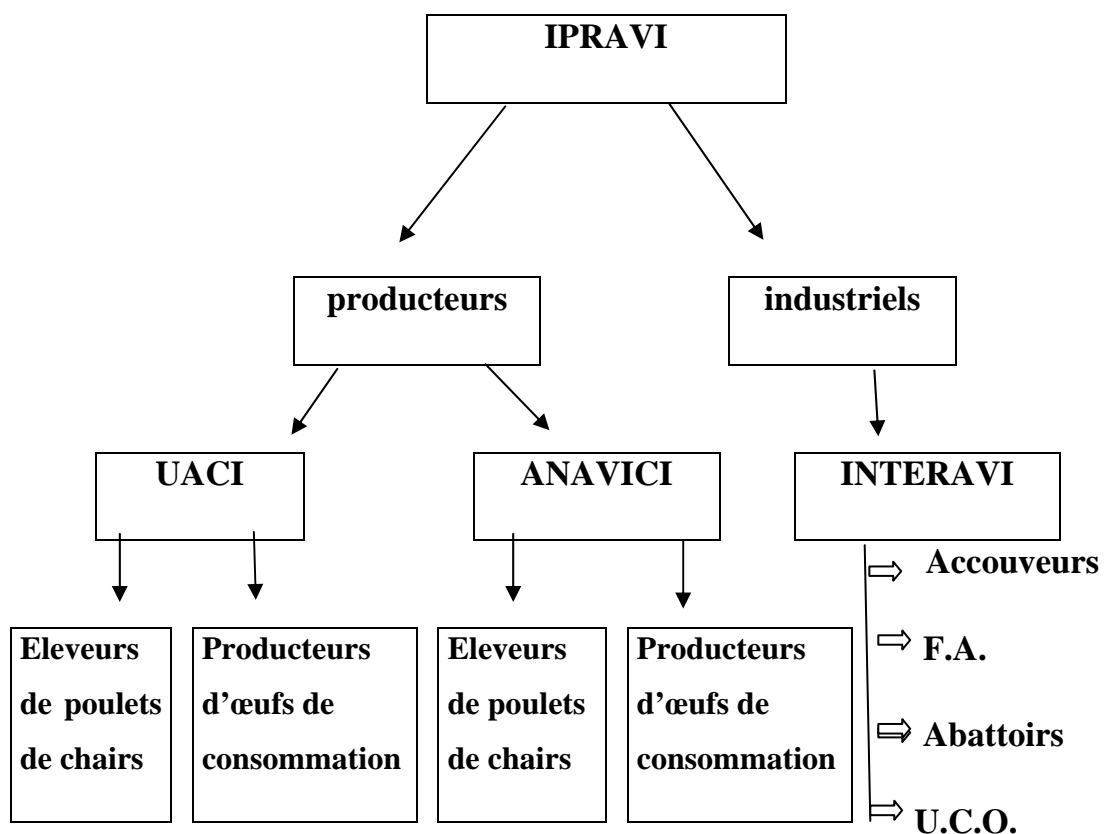 IPRAVI
producteurs
industriels
UACI
ANAVICI
INTERAVI
Eleveurs
de poulets
de chairs
Producteurs
d’œufs de
consommation
Eleveurs
de poulets
de chairs
Producteurs
d’œufs de
consommation
Accouveurs
F.A.
Abattoirs
U.C.O.